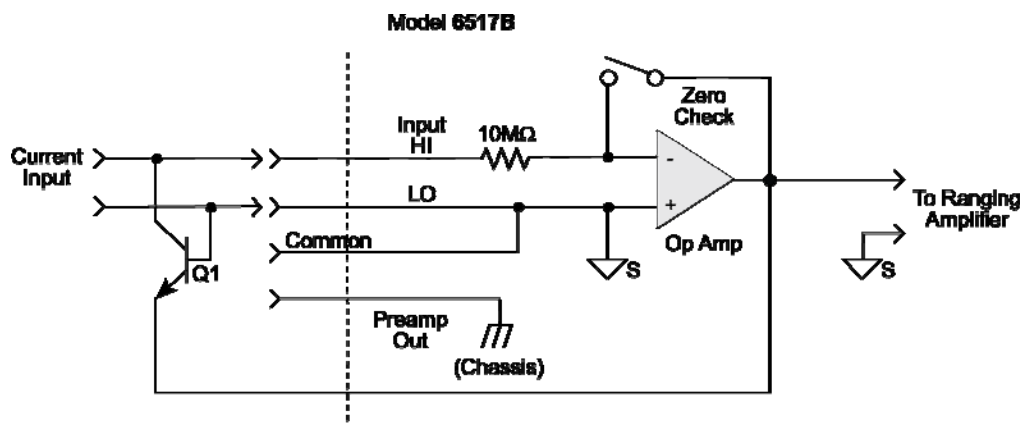 Model 6517B
Zero
Check
Input
HI
10MΩ
Current
Input
-
LO
+
To Ranging
Amplifier
Common
Op Amp
S
S
Q1
Preamp
Out
(Chassis)